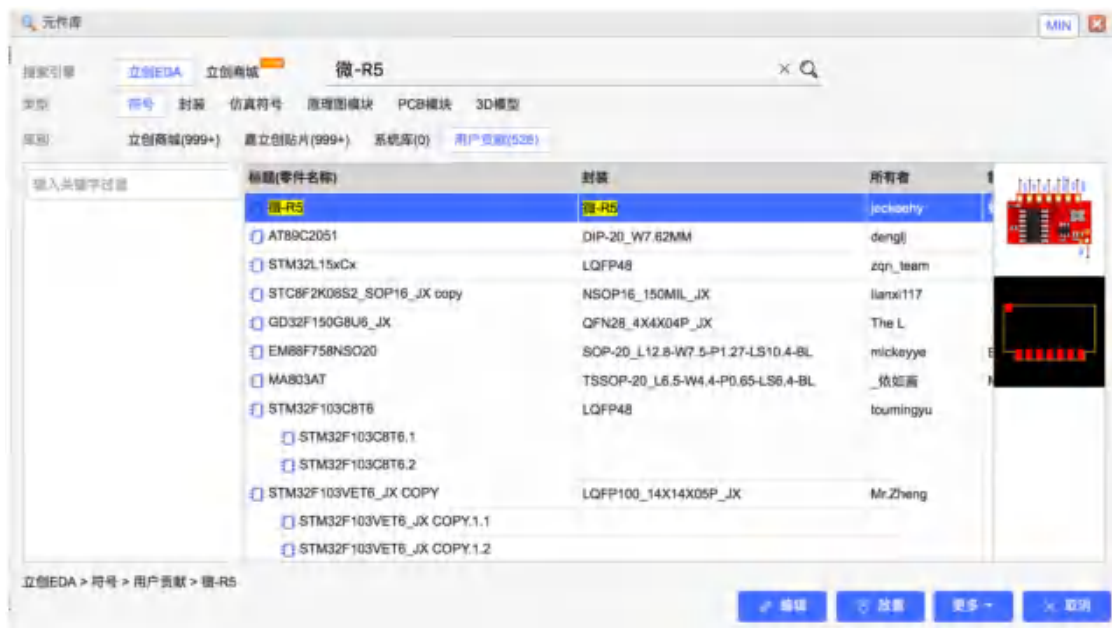 元件库 MIN
搜索引擎 立创EDA 立创商城 微-R5
类型 符号 封装 仿真符号 原理图模块 PCB模块 3D模型
库别 立创商城(999+) 嘉立创贴片(999+) 系统库(0) 用户贡献(528)
输入关键字过滤 标题(零件名称) 封装 所有者
微-R5 微-R5 jeckeehy
AT89C2051 DIP-20_W7.62MM denglj
STM32L15xCx LQFP48 zqn_team
STC8F2K08S2_SOP16_JX copy NSOP16_150MIL_JX lianxi117
GD32F150G8U6_JX QFN28_4X4X04P_JX The L
EM88F758NSO20 SOP-20_L12.8-W7.5-P1.27-LS10.4-BL mickeyye
MA803AT TSSOP-20_L6.5-W4.4-P0.65-LS6.4-BL _依如画
STM32F103C8T6 LQFP48 toumingyu
STM32F103C8T6.1
STM32F103C8T6.2
STM32F103VET6_JX COPY LQFP100_14X14X05P_JX Mr.Zheng
STM32F103VET6_JX COPY.1.1
STM32F103VET6_JX COPY.1.2
立创EDA > 符号 > 用户贡献 > 微-R5
编辑 放置 更多 取消